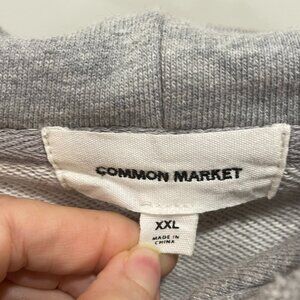 COMMON MARKET
XXL
MADE IN
CHINA